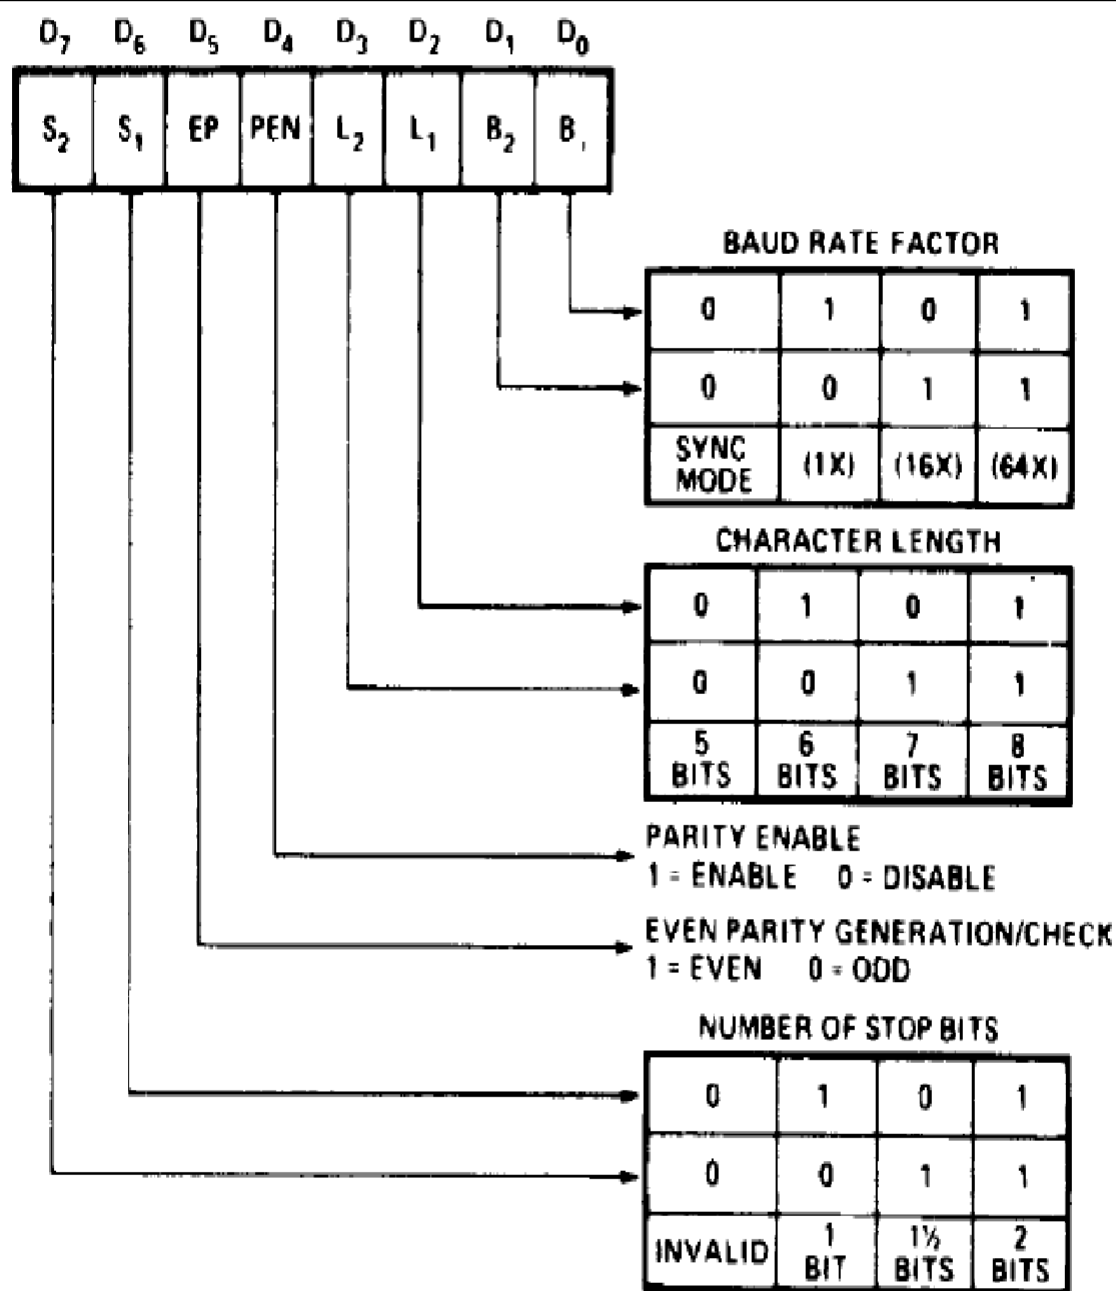 D7 D6 D5 D4 D3 D2 D1 D0
S2 S1 EP PEN L2 L1 B2 B
BAUD RATE FACTOR
0 1 0 1
0 0 1 1
SYNC MODE (1X) (16X) (64X)
CHARACTER LENGTH
0 1 0 1
0 0 1 1
5 6 7 8
BITS BITS BITS BITS
PARITY ENABLE
1 = ENABLE 0 = DISABLE
EVEN PARITY GENERATION/CHECK
1 = EVEN 0 = ODD
NUMBER OF STOP BITS
0 1 0 1
0 0 1 1
INVALID 1 BIT 1½ BITS 2 BITS